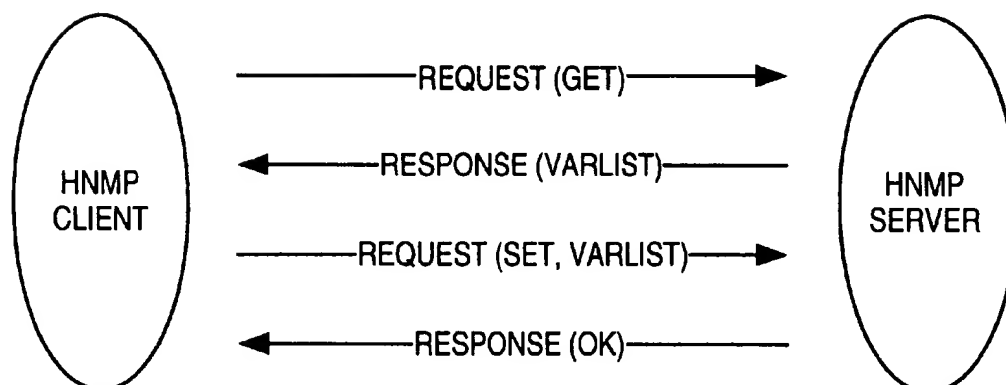 REQUEST (GET)
RESPONSE (VARLIST)
HNMP
CLIENT
HNMP
SERVER
REQUEST (SET, VARLIST)
RESPONSE (OK)